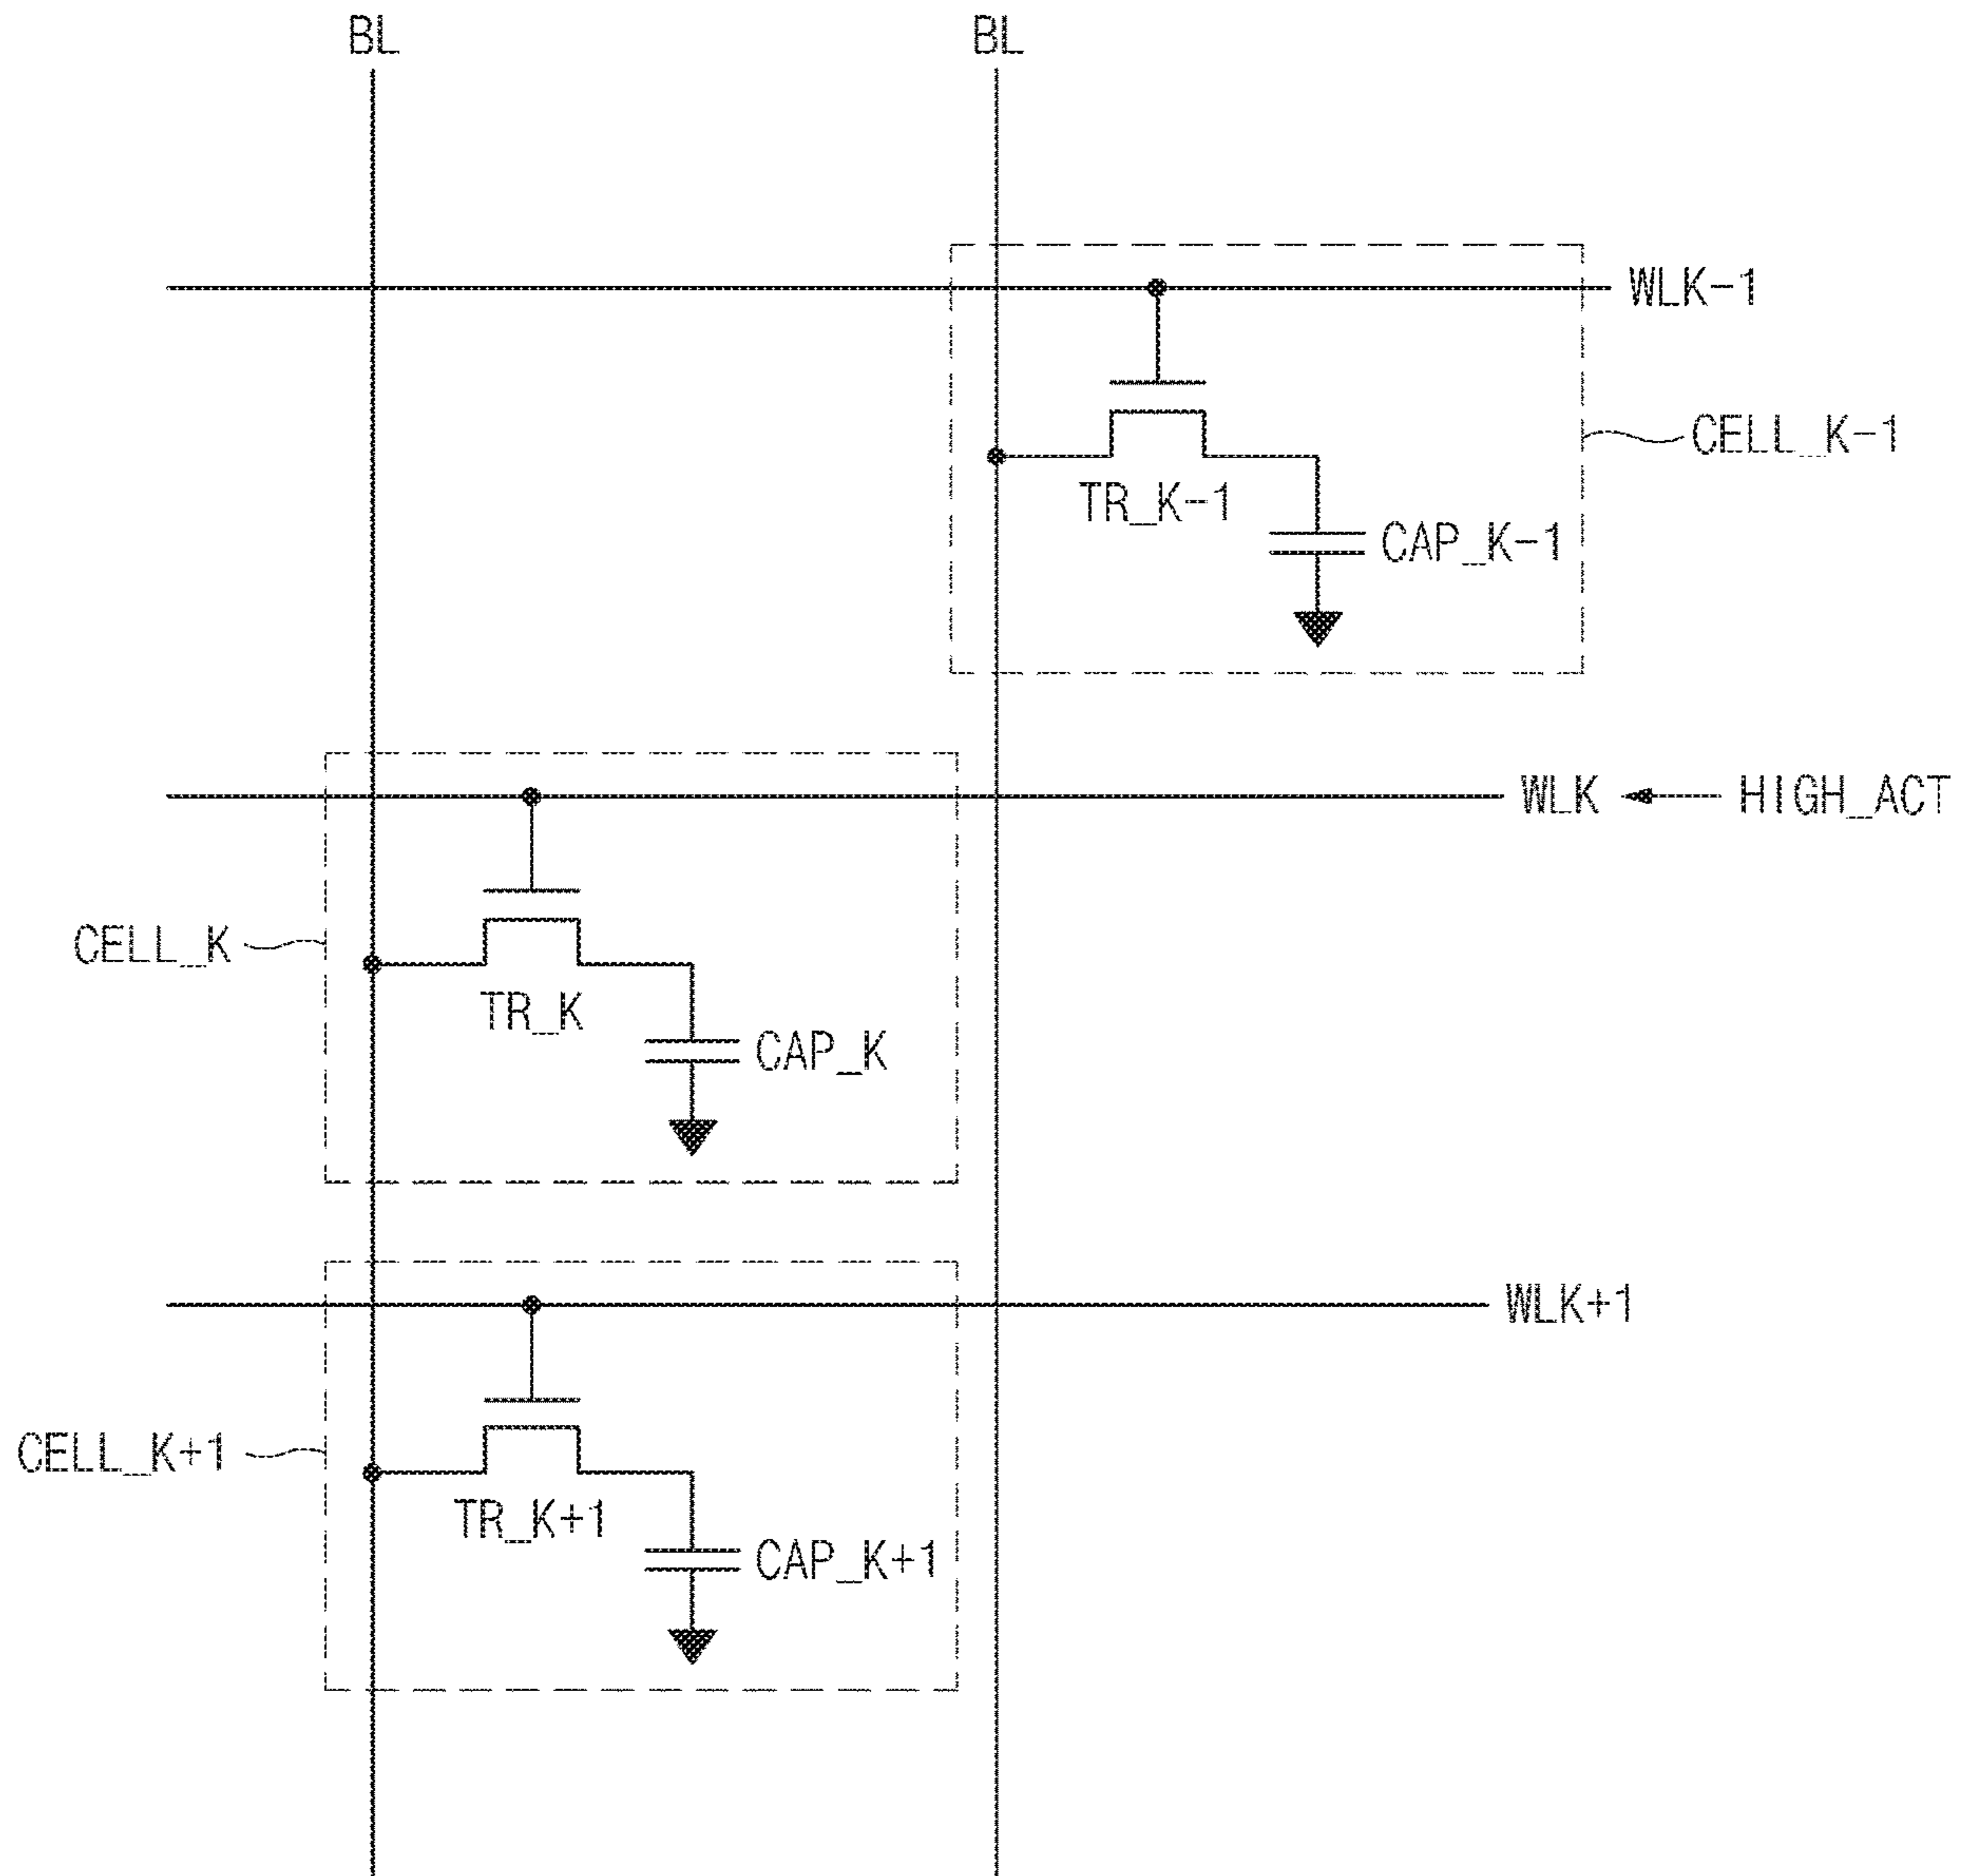 BL
BL
WLK-1
CELL_K-1
TR_K-1
CAP_K-1
WLK
HIGH_ACT
CELL_K
TR_K
CAP_K
WLK+1
CELL_K+1
TR_K+1
CAP_K+1